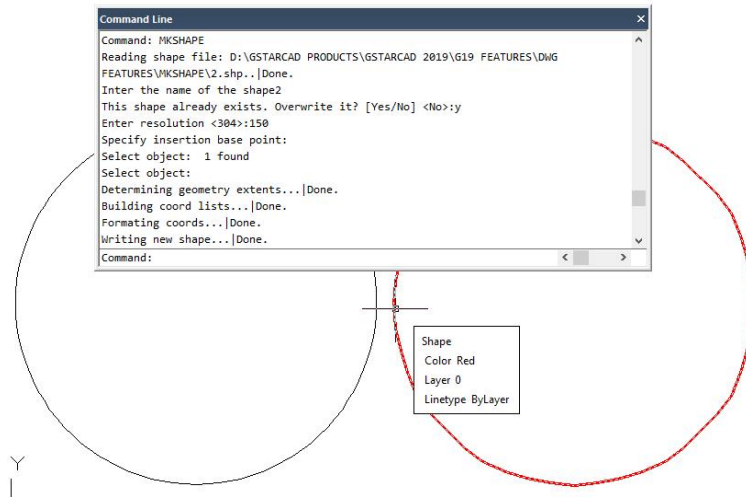 Command Line
Command: MKSHAPE
Reading shape file: D:\GSTARCAD PRODUCTS\GSTARCAD 2019\G19 FEATURES\DWG
FEATURES\MKSHAPE\2.shp..|Done.
Inter the name of the shape2
This shape already exists. Overwrite it? [Yes/No] <No>:y
Enter resolution <304>:150
Specify insertion base point:
Select object:  1 found
Select object:
Determining geometry extents...|Done.
Building coord lists...|Done.
Formating coords...|Done.
Writing new shape...|Done.
Command:
Shape
Color Red
Layer 0
Linetype ByLayer
Y